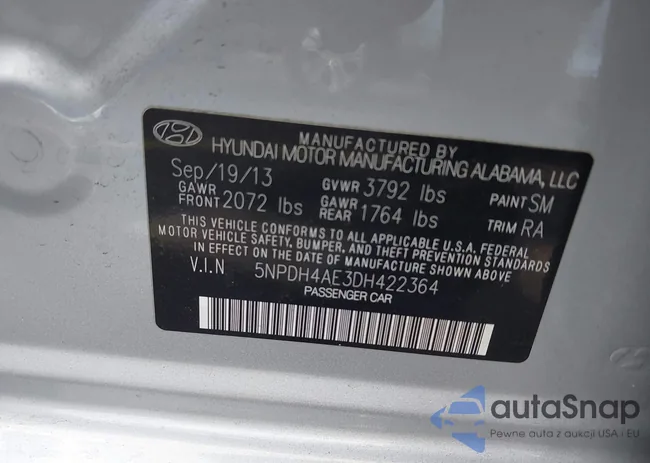 MANUFACTURED BY
HYUNDAI MOTOR MANUFACTURING ALABAMA, LLC
Sep/19/13 GVWR 3792 lbs PAINT SM
GAWR FRONT 2072 lbs GAWR REAR 1764 lbs TRIM RA
THIS VEHICLE CONFORMS TO ALL APPLICABLE U.S.A. FEDERAL
MOTOR VEHICLE SAFETY, BUMPER, AND THEFT PREVENTION
STANDARDS IN EFFECT ON THE DATE OF MANUFACTURE SHOWN ABOVE
V.I.N 5NPDH4AE3DH422364
PASSENGER CAR
autaSnap
Pewne auta z aukcji USA i EU